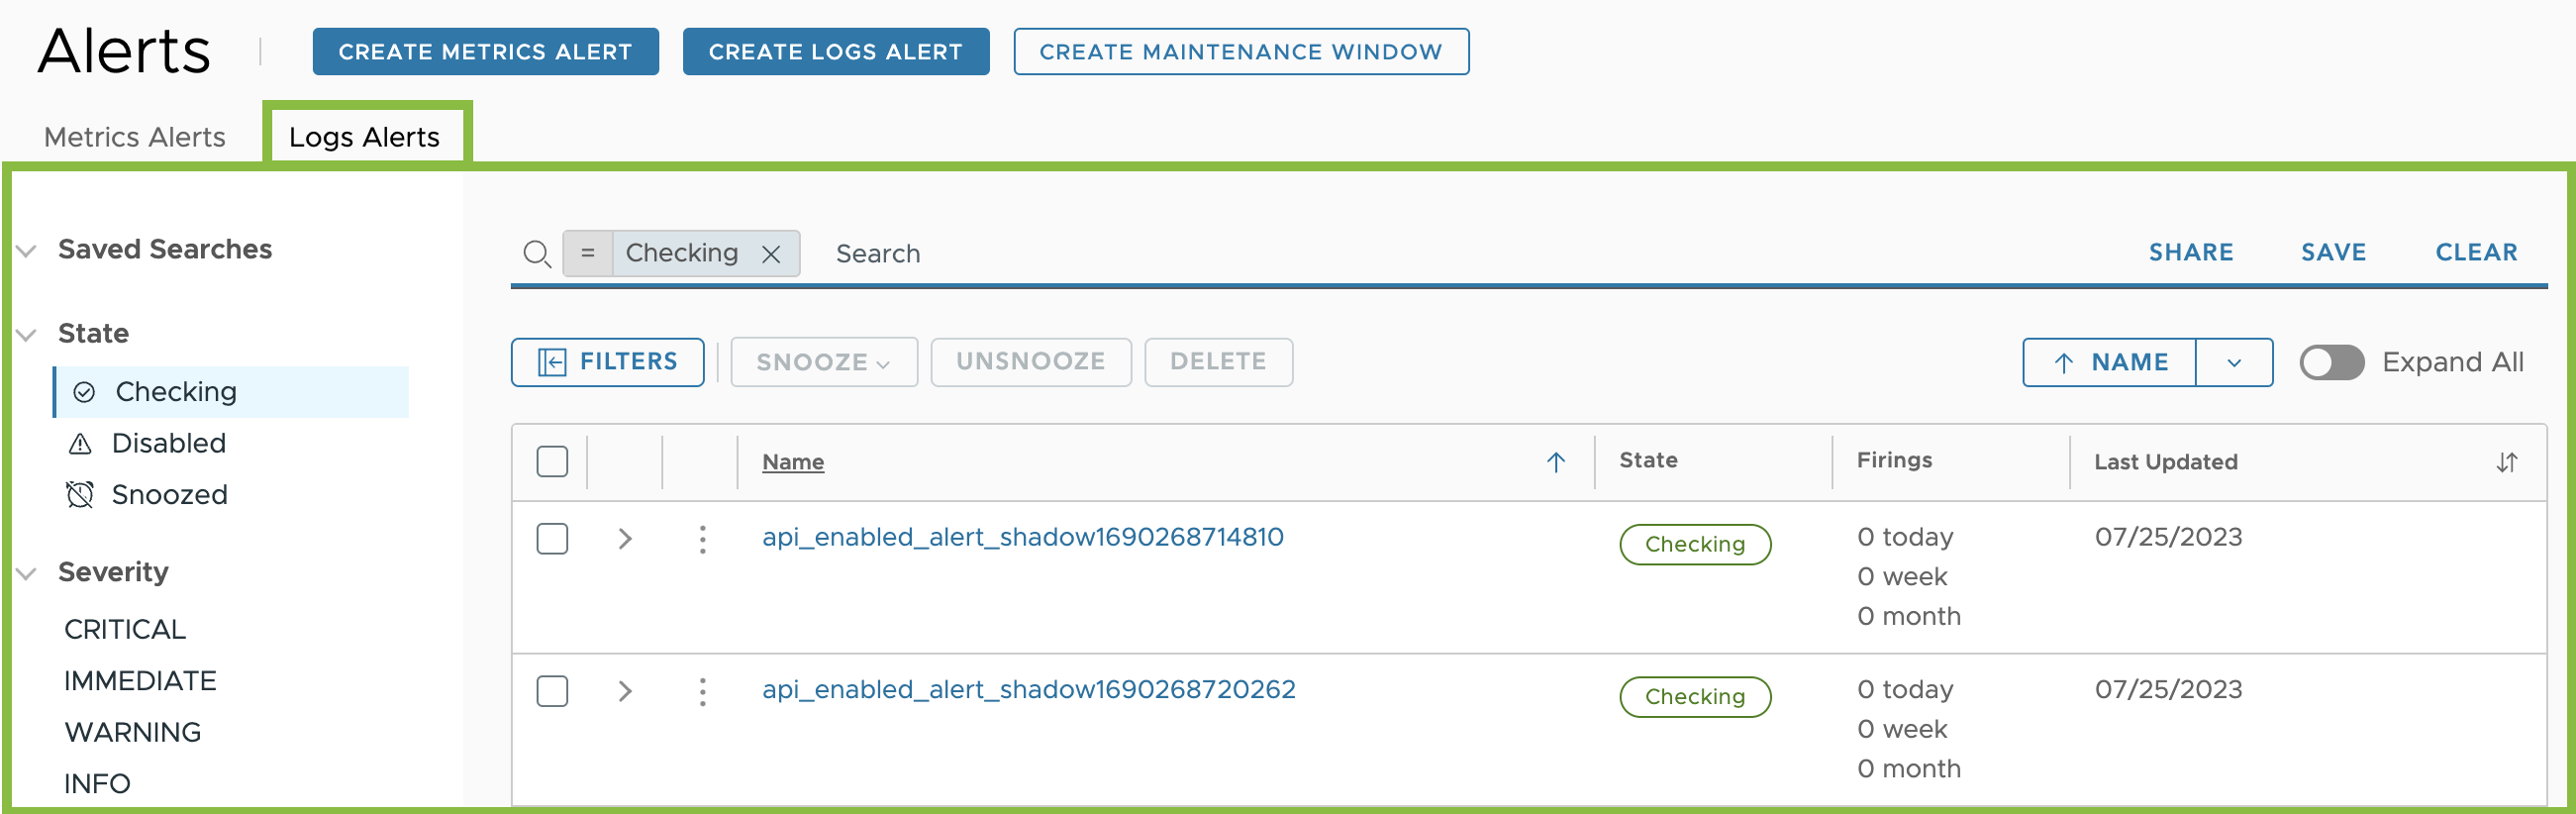 Alerts
CREATE METRICS ALERT
CREATE LOGS ALERT
CREATE MAINTENANCE WINDOW
Metrics Alerts
Logs Alerts
Saved Searches
State
Checking
Disabled
Snoozed
Severity
CRITICAL
IMMEDIATE
WARNING
INFO
= Checking
Search
SHARE
SAVE
CLEAR
FILTERS
SNOOZE
UNSNOOZE
DELETE
NAME
Expand All
Name
State
Firings
Last Updated
api_enabled_alert_shadow1690268714810
Checking
0 today
0 week
0 month
07/25/2023
api_enabled_alert_shadow1690268720262
Checking
0 today
0 week
0 month
07/25/2023